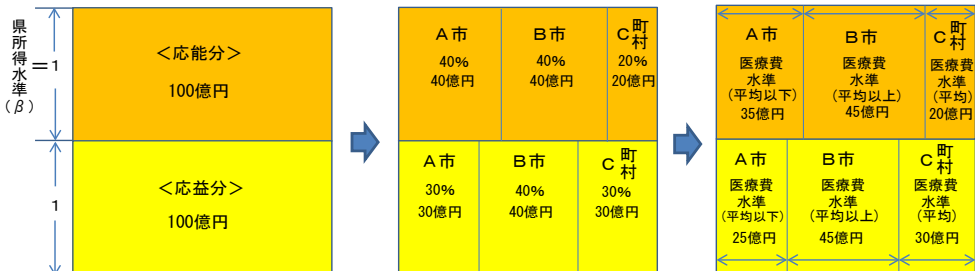 県所得水準(β)
＝1
1
＜応能分＞
100億円
＜応益分＞
100億円
A市
40%
40億円
B市
40%
40億円
C町村
20%
20億円
A市
30%
30億円
B市
40%
40億円
C町村
30%
30億円
A市
医療費
水準
(平均以下)
35億円
B市
医療費
水準
(平均以上)
45億円
C町村
医療費
水準
(平均)
20億円
A市
医療費
水準
(平均以下)
25億円
B市
医療費
水準
(平均以上)
45億円
C町村
医療費
水準
(平均)
30億円